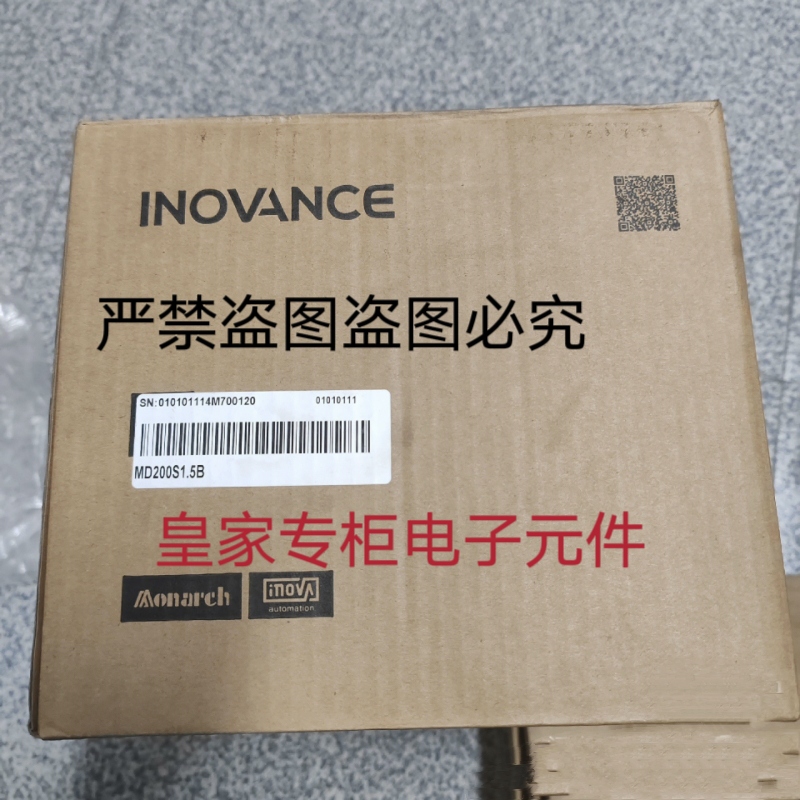 INOVANCE
严禁盗图盗图必究
SN:010101114M700120 01010111
MD200S1.5B
皇家专柜电子元件
Monarch
inovA
automation